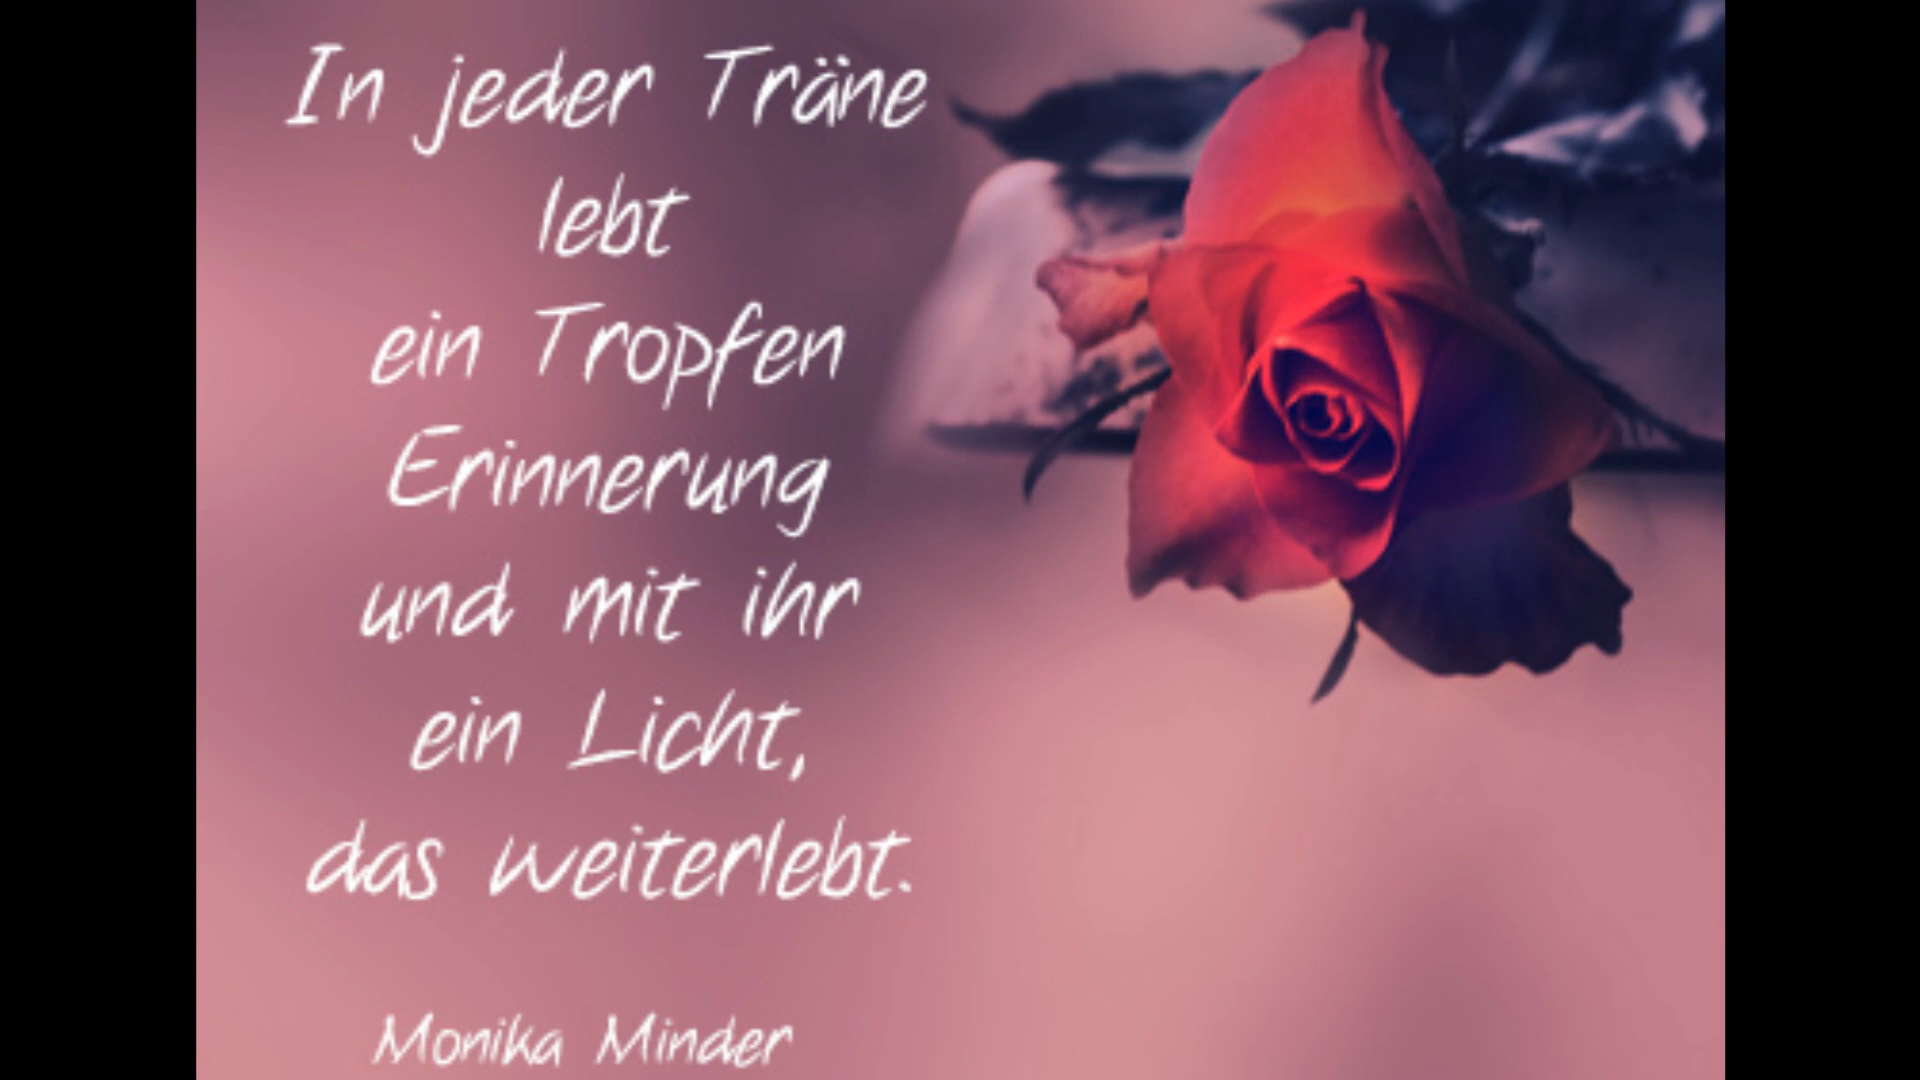 In jeder Träne
lebt
ein Tropfen
Erinnerung
und mit ihr
ein Licht,
das weiterlebt.
Monika Minder